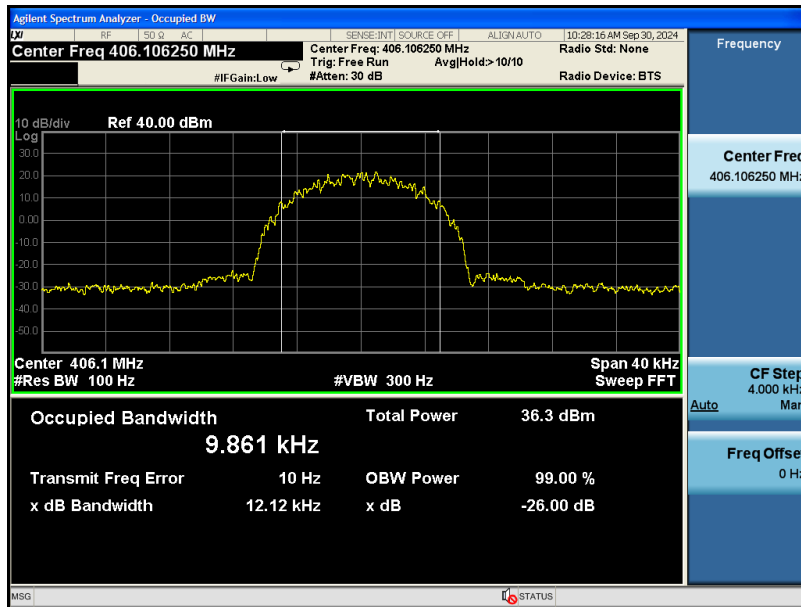 Agilent Spectrum Analyzer - Occupied BW
LXI RF 50 Ω AC SENSE:INT SOURCE OFF ALIGN AUTO 10:28:16 AM Sep 30, 2024
Center Freq 406.106250 MHz
Center Freq: 406.106250 MHz Radio Std: None
Trig: Free Run Avg|Hold:>10/10
#IFGain:Low #Atten: 30 dB Radio Device: BTS
10 dB/div Ref 40.00 dBm
Log
30.0
20.0
10.0
0.00
-10.0
-20.0
-30.0
-40.0
-50.0
Center 406.1 MHz Span 40 kHz
#Res BW 100 Hz #VBW 300 Hz Sweep FFT
Occupied Bandwidth Total Power 36.3 dBm
9.861 kHz
Transmit Freq Error 10 Hz OBW Power 99.00 %
x dB Bandwidth 12.12 kHz x dB -26.00 dB
MSG STATUS
Frequency
Center Freq
406.106250 MHz
CF Step
4.000 kHz
Auto Man
Freq Offset
0 Hz